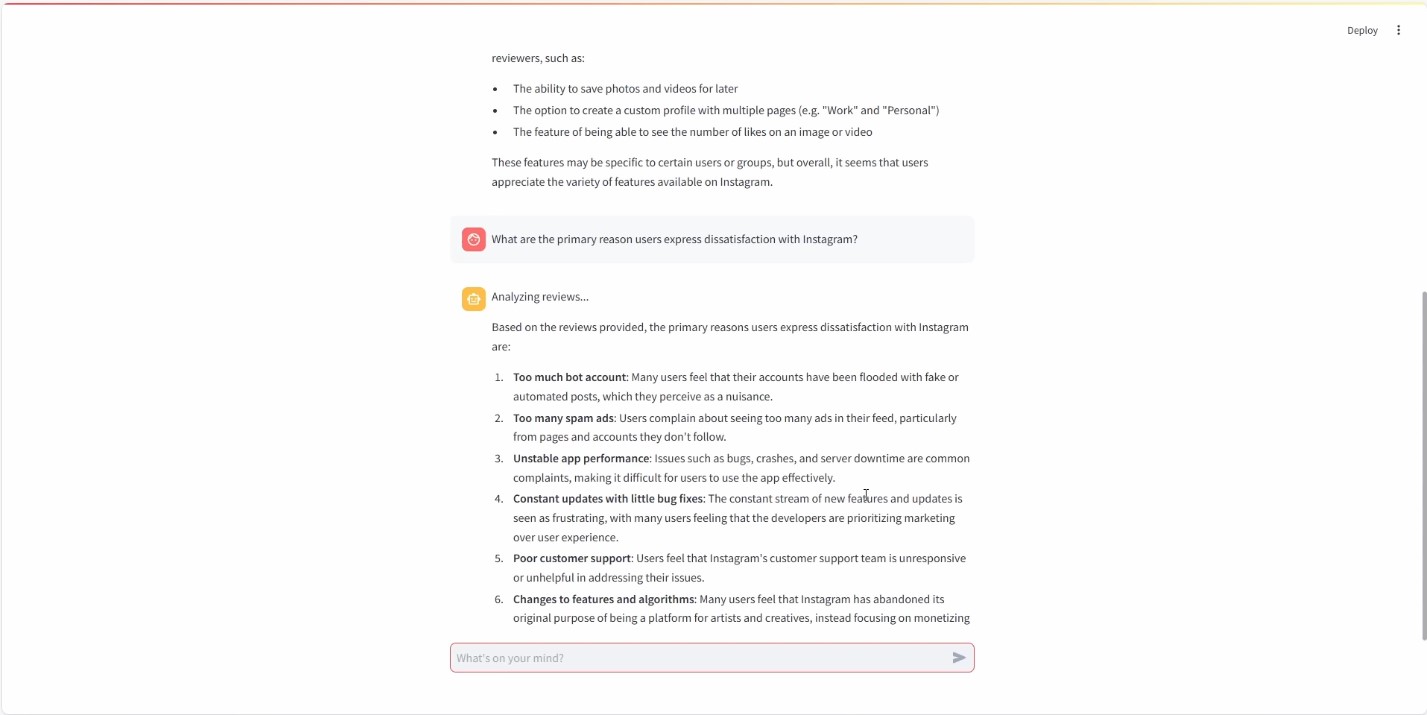 Deploy
reviewers, such as:
• The ability to save photos and videos for later
• The option to create a custom profile with multiple pages (e.g. "Work" and "Personal")
• The feature of being able to see the number of likes on an image or video
These features may be specific to certain users or groups, but overall, it seems that users
appreciate the variety of features available on Instagram.
What are the primary reason users express dissatisfaction with Instagram?
Analyzing reviews...
Based on the reviews provided, the primary reasons users express dissatisfaction with Instagram
are:
1. Too much bot account: Many users feel that their accounts have been flooded with fake or
automated posts, which they perceive as a nuisance.
2. Too many spam ads: Users complain about seeing too many ads in their feed, particularly
from pages and accounts they don't follow.
3. Unstable app performance: Issues such as bugs, crashes, and server downtime are common
complaints, making it difficult for users to use the app effectively.
4. Constant updates with little bug fixes: The constant stream of new features and updates is
seen as frustrating, with many users feeling that the developers are prioritizing marketing
over user experience.
5. Poor customer support: Users feel that Instagram's customer support team is unresponsive
or unhelpful in addressing their issues.
6. Changes to features and algorithms: Many users feel that Instagram has abandoned its
original purpose of being a platform for artists and creatives, instead focusing on monetizing
What's on your mind?